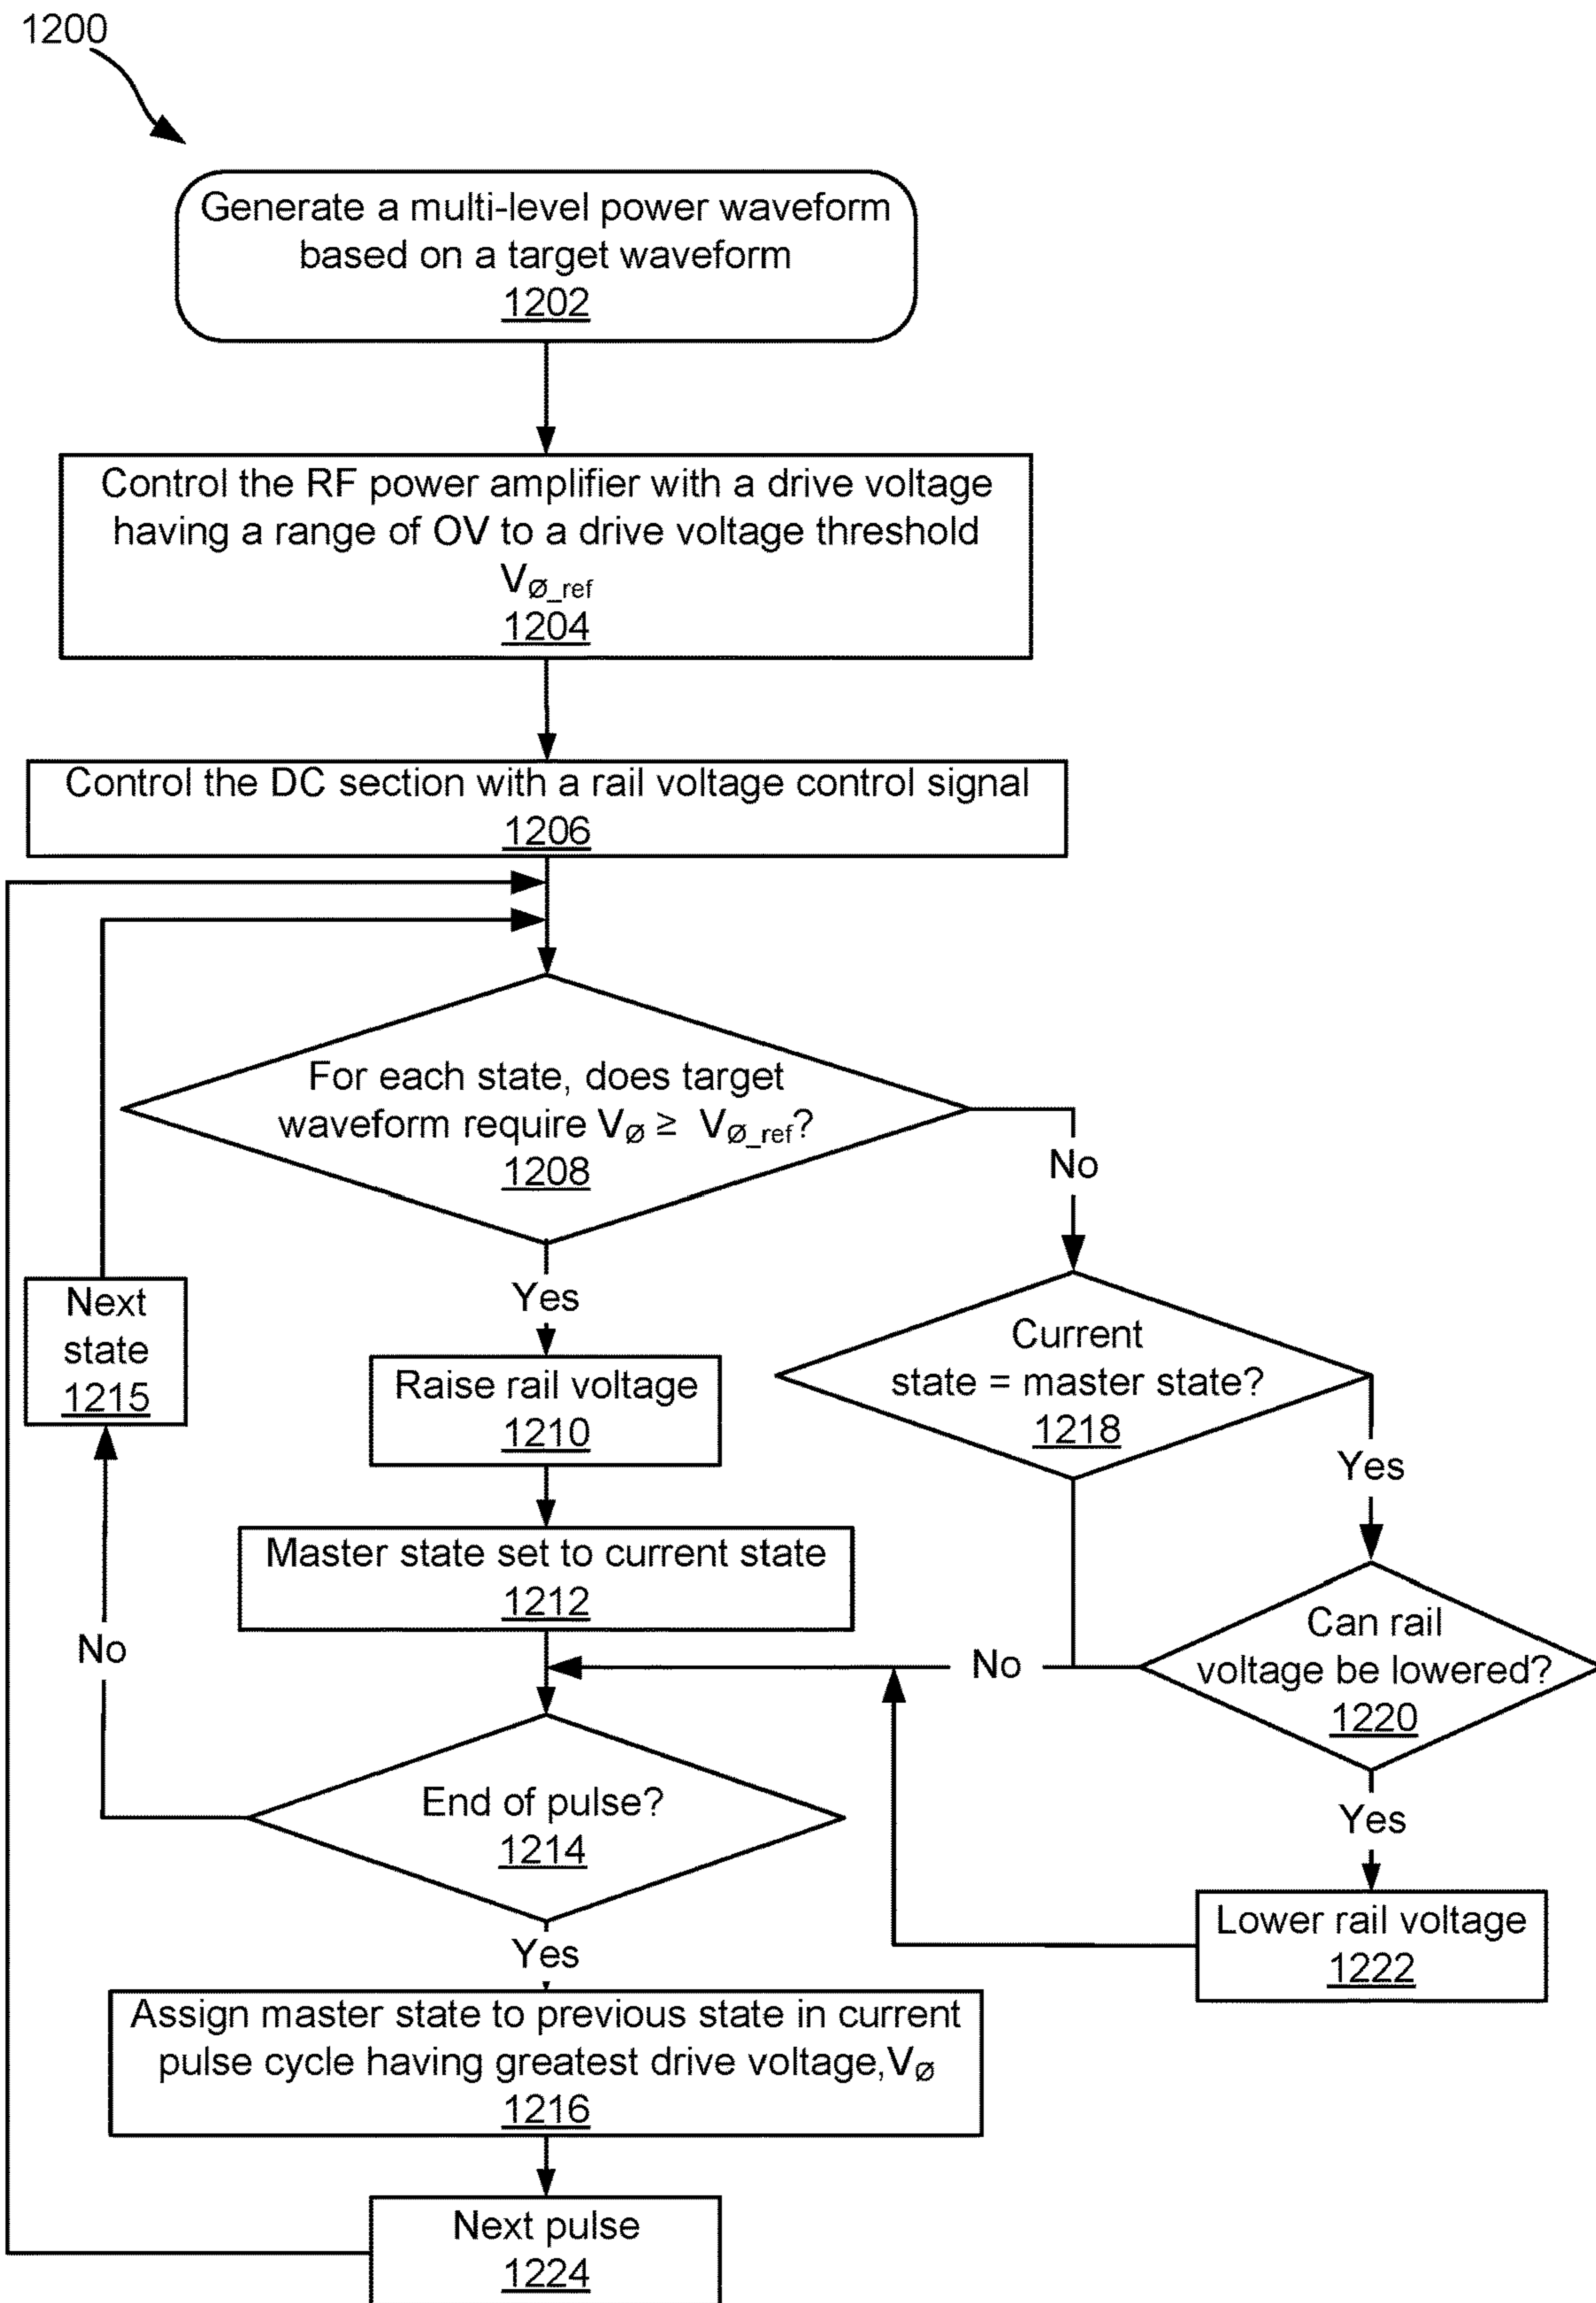 1200
Generate a multi-level power waveform
based on a target waveform
1202
Control the RF power amplifier with a drive voltage
having a range of OV to a drive voltage threshold
VØ_ref
1204
Control the DC section with a rail voltage control signal
1206
For each state, does target
waveform require VØ ≥ VØ_ref?
1208
No
Yes
Next
state
1215
Current
state = master state?
1218
Raise rail voltage
1210
Yes
Master state set to current state
1212
No
No
Can rail
voltage be lowered?
1220
End of pulse?
1214
Yes
Yes
Lower rail voltage
1222
Assign master state to previous state in current
pulse cycle having greatest drive voltage,VØ
1216
Next pulse
1224